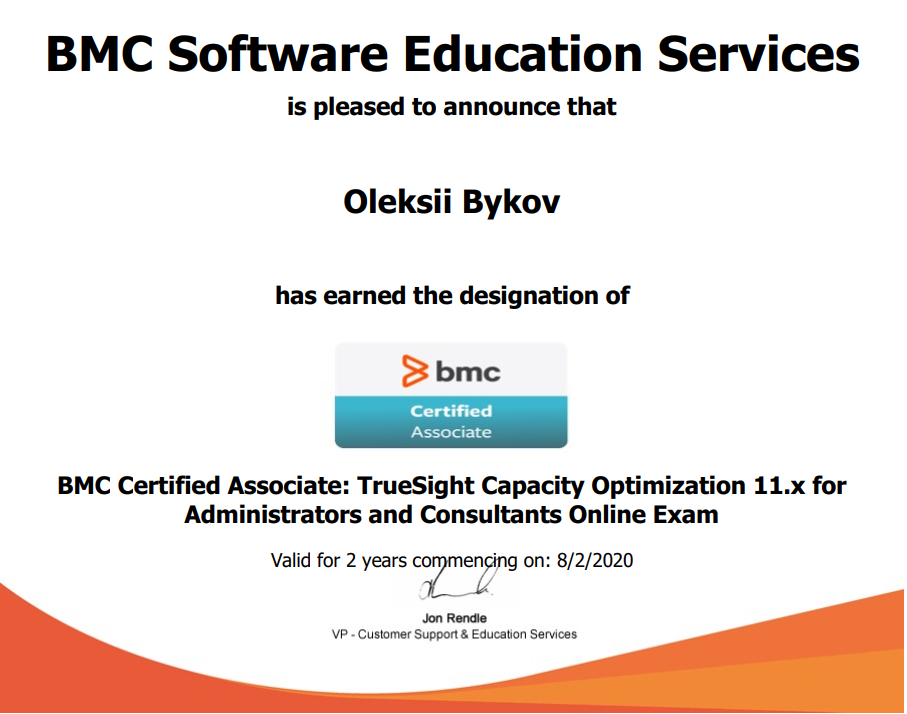 BMC Software Education Services
is pleased to announce that
Oleksii Bykov
has earned the designation of
bmc
Certified
Associate
BMC Certified Associate: TrueSight Capacity Optimization 11.x for
Administrators and Consultants Online Exam
Valid for 2 years commencing on: 8/2/2020
Jon Rendle
VP - Customer Support & Education Services